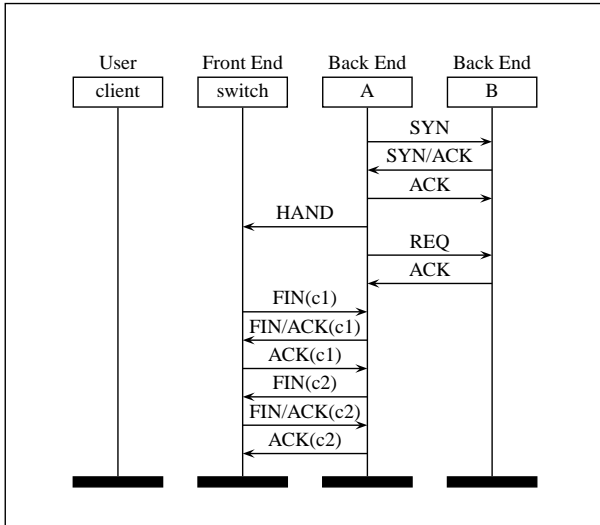 User Front End Back End Back End
client switch A B
SYN
SYN/ACK
ACK
HAND
REQ
ACK
FIN(c1)
FIN/ACK(c1)
ACK(c1)
FIN(c2)
FIN/ACK(c2)
ACK(c2)